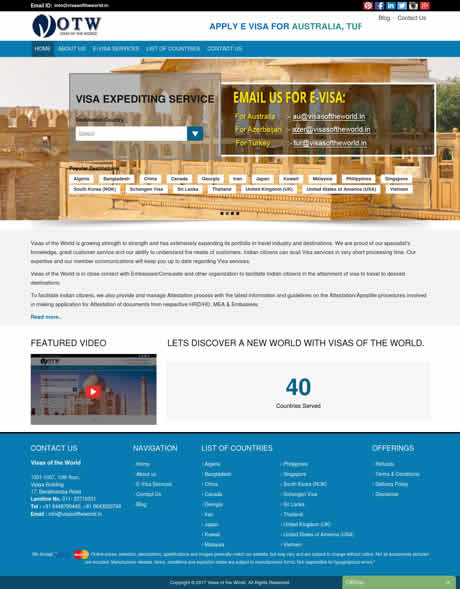 Email ID: info@visasoftheworld.in
VOTW
VISAS OF THE WORLD
Blog Contact Us
APPLY E VISA FOR AUSTRALIA, TUR
HOME ABOUT US E-VISA SERVICES LIST OF COUNTRIES CONTACT US
VISA EXPEDITING SERVICE
Destination Country
Select
EMAIL US FOR E-VISA:
For Australia :- au@visasoftheworld.in
For Azerbaijan :- azer@visasoftheworld.in
For Turkey :- tur@visasoftheworld.in
Popular Destinations
Algeria Bangladesh China Canada Georgia Iran Japan Kuwait Malaysia Philippines Singapore
South Korea (ROK) Schengen Visa Sri Lanka Thailand United Kingdom (UK) United States of America (USA) Vietnam
Visas of the World is growing strength to strength and has extensively expanding its portfolio in travel industry and destinations. We are proud of our specialist's
knowledge, great customer service and our ability to understand the needs of customers. Indian citizens can avail Visa services in very short processing time. Our
expertise and our member communications will keep you up to date regarding Visa services.
Visas of the World is in close contact with Embassies/Consulate and other organization to facilitate Indian citizens in the attainment of visa to travel to desired
destinations.
To facilitate Indian citizens, we also provide and manage Attestation process with the latest information and guidelines on the Attestation/Apostille procedures involved
in making application for Attestation of documents from respective HRD/HD, MEA & Embassies
Read more..
FEATURED VIDEO
LETS DISCOVER A NEW WORLD WITH VISAS OF THE WORLD.
40
Countries Served
CONTACT US
Visas of the World
1001-1007, 10th floor,
Vijaya Building
17, Barakhamba Road
Landline No. 011-
Tel :
Email : info@visasoftheworld.in
NAVIGATION
Home
About us
E-Visa Services
Contact Us
Blog
LIST OF COUNTRIES
Algeria
Bangladesh
China
Canada
Georgia
Iran
Japan
Kuwait
Malaysia
Philippines
Singapore
South Korea (ROK)
Schengen Visa
Sri Lanka
Thailand
United Kingdom (UK)
United States of America (USA)
Vietnam
OFFERINGS
Refunds
Terms & Conditions
Delivery Policy
Disclaimer
We Accept Online prices, selection, descriptions, specifications and images generally match our website, but may vary and are subject to change without notice. Not all accessories pictured
are included. Manufacturer rebates, terms, conditions and expiration dates are subject to manufacturers forms. Not responsible for typographical errors."
Copyright © 2017 Visas of the World. All Rights Reserved.
Offline